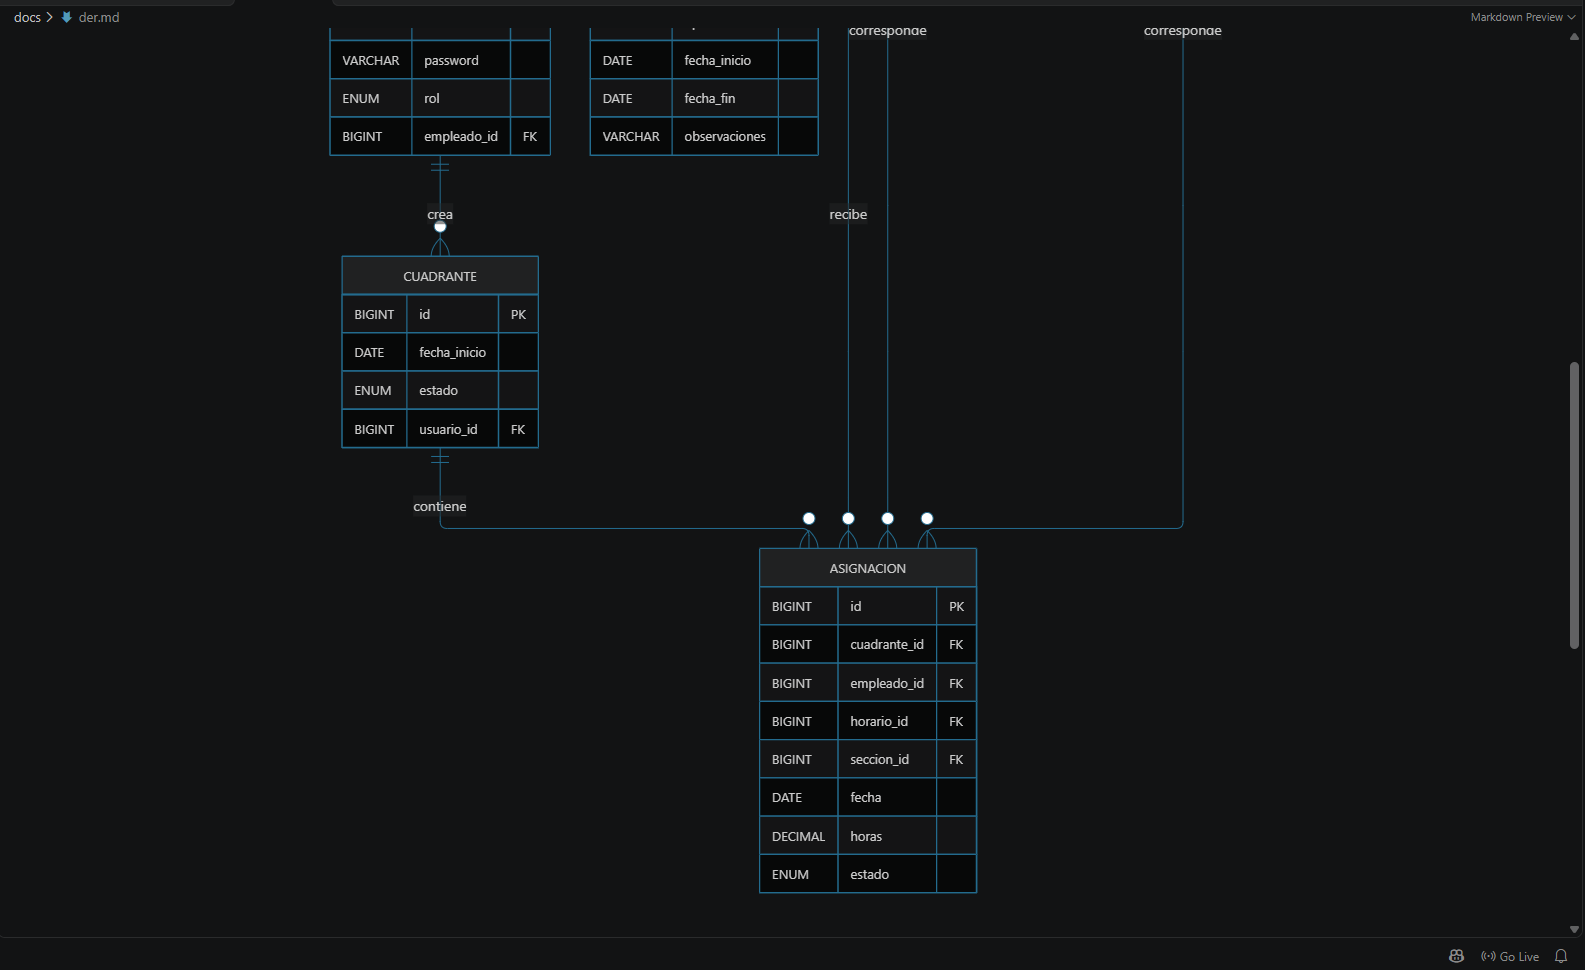 docs > der.md
Markdown Preview
corresponde
corresponde
VARCHAR password
ENUM rol
BIGINT empleado_id FK
DATE fecha_inicio
DATE fecha_fin
VARCHAR observaciones
crea
recibe
CUADRANTE
BIGINT id PK
DATE fecha_inicio
ENUM estado
BIGINT usuario_id FK
contiene
ASIGNACION
BIGINT id PK
BIGINT cuadrante_id FK
BIGINT empleado_id FK
BIGINT horario_id FK
BIGINT seccion_id FK
DATE fecha
DECIMAL horas
ENUM estado
Go Live